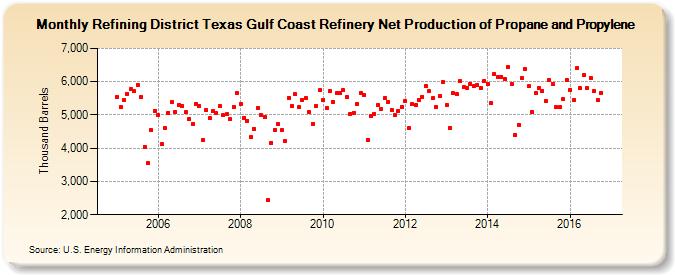 Monthly Refining District Texas Gulf Coast Refinery Net Production of Propane and Propylene
Thousand Barrels
7,000
6,000
5,000
4,000
3,000
2,000
2006 2008 2010 2012 2014 2016
Source: U.S. Energy Information Administration